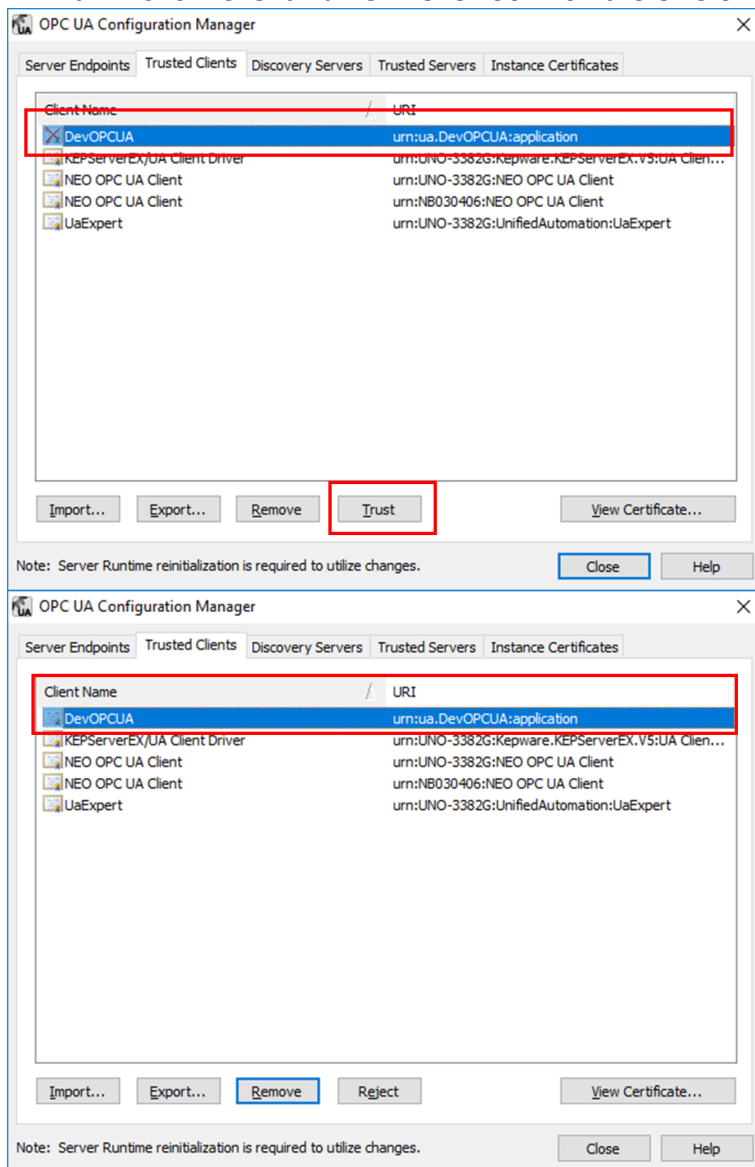 OPC UA Configuration Manager
Server Endpoints Trusted Clients Discovery Servers Trusted Servers Instance Certificates
Client Name / URI
DevOPCUA urn:ua.DevOPCUA:application
KEPServerEX/UA Client Driver urn:UNO-3382G:Kepware.KEPServerEX.V5:UA Clien...
NEO OPC UA Client urn:UNO-3382G:NEO OPC UA Client
NEO OPC UA Client urn:NB030406:NEO OPC UA Client
UaExpert urn:UNO-3382G:UnifiedAutomation:UaExpert
Import... Export... Remove Trust View Certificate...
Note: Server Runtime reinitialization is required to utilize changes.
Close Help
OPC UA Configuration Manager
Server Endpoints Trusted Clients Discovery Servers Trusted Servers Instance Certificates
Client Name / URI
DevOPCUA urn:ua.DevOPCUA:application
KEPServerEX/UA Client Driver urn:UNO-3382G:Kepware.KEPServerEX.V5:UA Clien...
NEO OPC UA Client urn:UNO-3382G:NEO OPC UA Client
NEO OPC UA Client urn:NB030406:NEO OPC UA Client
UaExpert urn:UNO-3382G:UnifiedAutomation:UaExpert
Import... Export... Remove Reject View Certificate...
Note: Server Runtime reinitialization is required to utilize changes.
Close Help